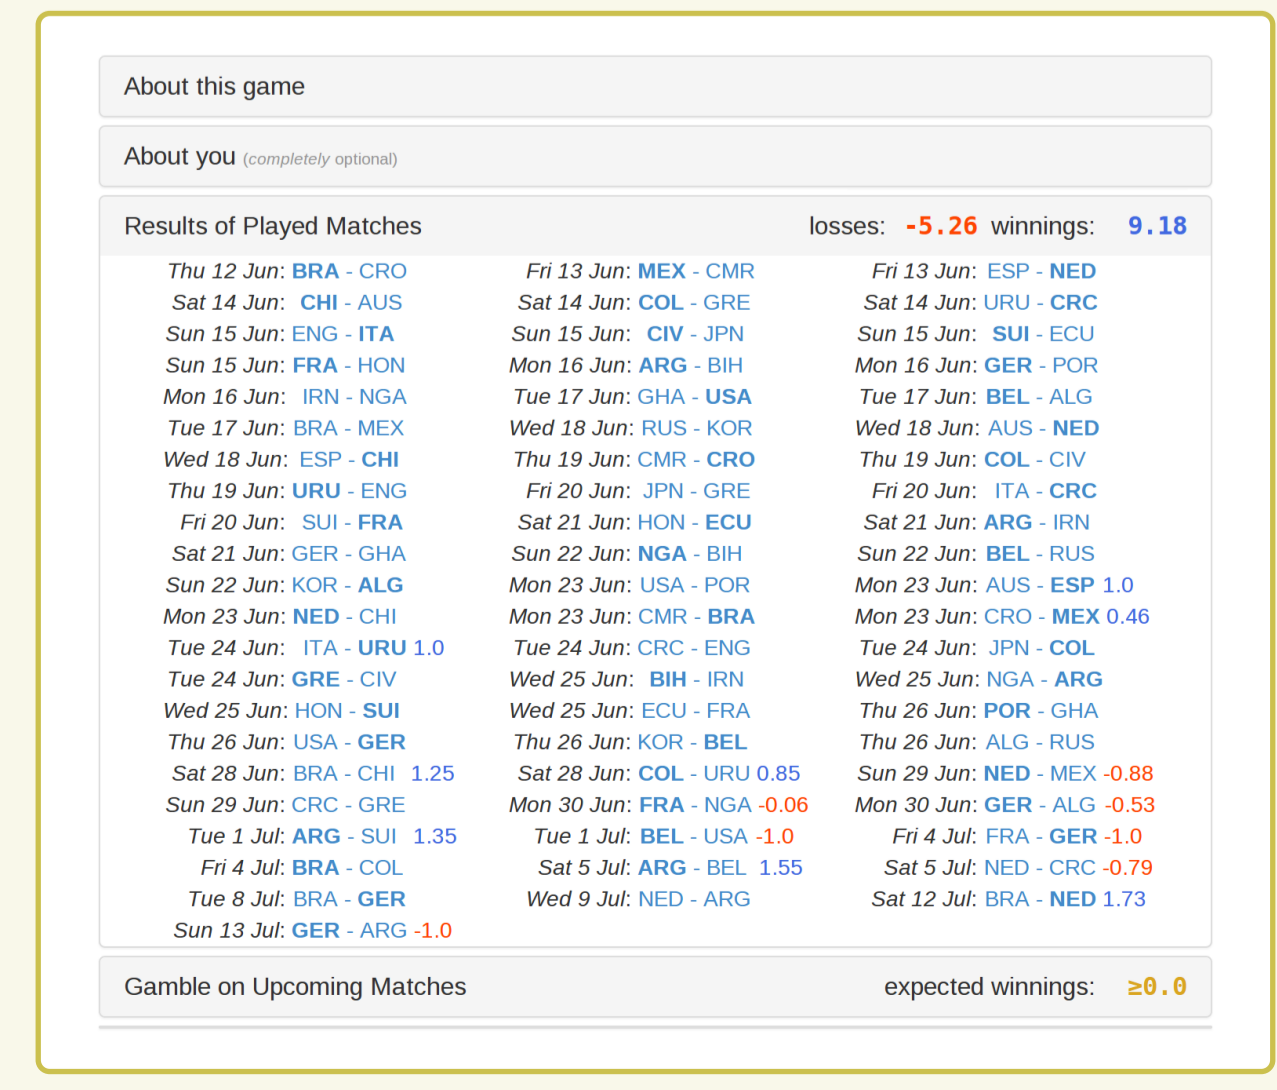 About this game
About you (completely optional)
Results of Played Matches losses: -5.26 winnings: 9.18
Thu 12 Jun: BRA - CRO Fri 13 Jun: MEX - CMR Fri 13 Jun: ESP - NED
Sat 14 Jun: CHI - AUS Sat 14 Jun: COL - GRE Sat 14 Jun: URU - CRC
Sun 15 Jun: ENG - ITA Sun 15 Jun: CIV - JPN Sun 15 Jun: SUI - ECU
Sun 15 Jun: FRA - HON Mon 16 Jun: ARG - BIH Mon 16 Jun: GER - POR
Mon 16 Jun: IRN - NGA Tue 17 Jun: GHA - USA Tue 17 Jun: BEL - ALG
Tue 17 Jun: BRA - MEX Wed 18 Jun: RUS - KOR Wed 18 Jun: AUS - NED
Wed 18 Jun: ESP - CHI Thu 19 Jun: CMR - CRO Thu 19 Jun: COL - CIV
Thu 19 Jun: URU - ENG Fri 20 Jun: JPN - GRE Fri 20 Jun: ITA - CRC
Fri 20 Jun: SUI - FRA Sat 21 Jun: HON - ECU Sat 21 Jun: ARG - IRN
Sat 21 Jun: GER - GHA Sun 22 Jun: NGA - BIH Sun 22 Jun: BEL - RUS
Sun 22 Jun: KOR - ALG Mon 23 Jun: USA - POR Mon 23 Jun: AUS - ESP 1.0
Mon 23 Jun: NED - CHI Mon 23 Jun: CMR - BRA Mon 23 Jun: CRO - MEX 0.46
Tue 24 Jun: ITA - URU 1.0 Tue 24 Jun: CRC - ENG Tue 24 Jun: JPN - COL
Tue 24 Jun: GRE - CIV Wed 25 Jun: BIH - IRN Wed 25 Jun: NGA - ARG
Wed 25 Jun: HON - SUI Wed 25 Jun: ECU - FRA Thu 26 Jun: POR - GHA
Thu 26 Jun: USA - GER Thu 26 Jun: KOR - BEL Thu 26 Jun: ALG - RUS
Sat 28 Jun: BRA - CHI 1.25 Sat 28 Jun: COL - URU 0.85 Sun 29 Jun: NED - MEX -0.88
Sun 29 Jun: CRC - GRE Mon 30 Jun: FRA - NGA -0.06 Mon 30 Jun: GER - ALG -0.53
Tue 1 Jul: ARG - SUI 1.35 Tue 1 Jul: BEL - USA -1.0 Fri 4 Jul: FRA - GER -1.0
Fri 4 Jul: BRA - COL Sat 5 Jul: ARG - BEL 1.55 Sat 5 Jul: NED - CRC -0.79
Tue 8 Jul: BRA - GER Wed 9 Jul: NED - ARG Sat 12 Jul: BRA - NED 1.73
Sun 13 Jul: GER - ARG -1.0
Gamble on Upcoming Matches expected winnings: ≥0.0